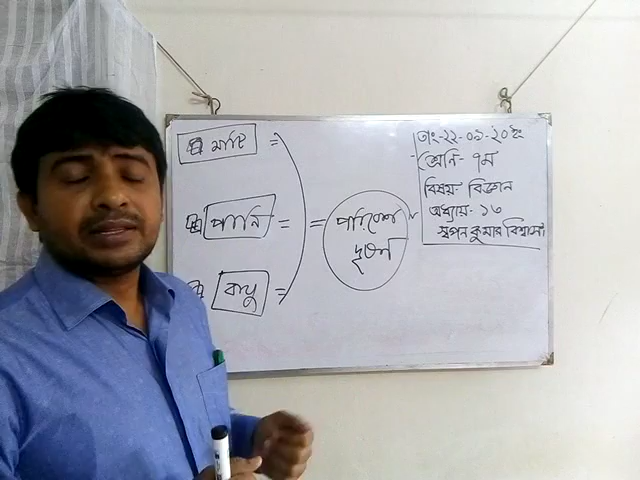 মাটি =
পানি =
বায়ু =
= পরিবেশ
দূষণ
তাং-২২-০৯-২০ইং
শ্রেনি- ৭ম
বিষয়- বিজ্ঞান
অধ্যায়- ১৩
স্বপন কুমার বিশ্বাস